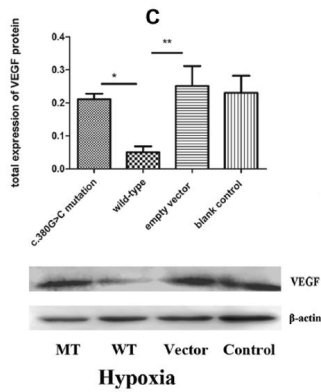 C
total expression of VEGF protein
0.4
0.3
0.2
0.1
0.0
*
**
c.380G>C mutation
wild-type
empty vector
blank control
VEGF
β-actin
MT WT Vector Control
Hypoxia